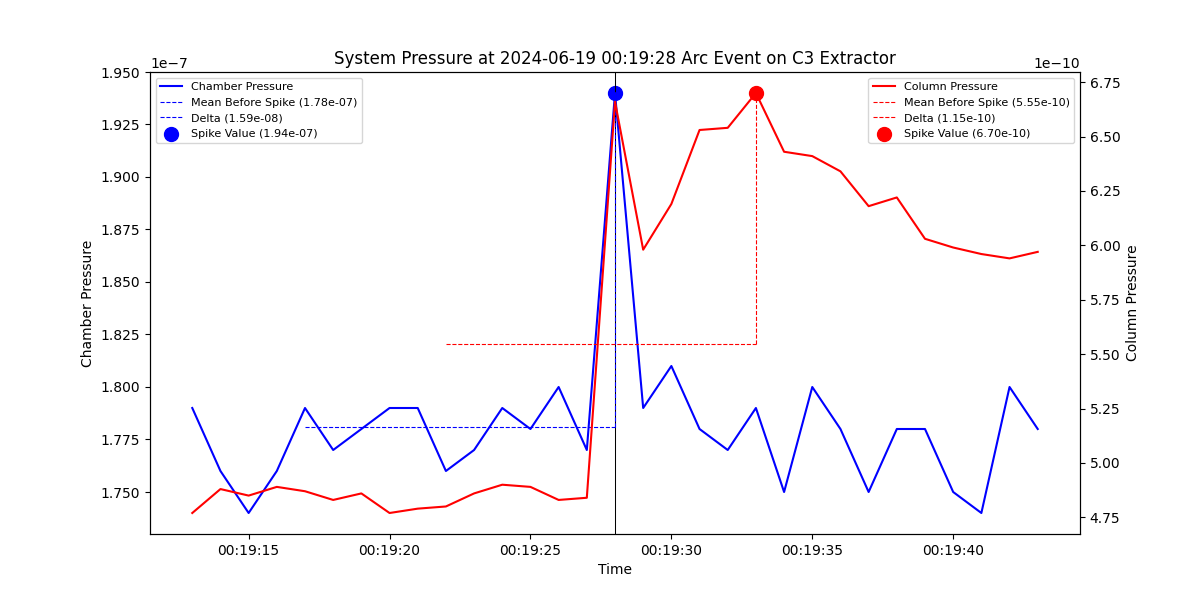 System Pressure at 2024-06-19 00:19:28 Arc Event on C3 Extractor
1e−7
1e−10
Chamber Pressure
Mean Before Spike (1.78e-07)
Delta (1.59e-08)
Spike Value (1.94e-07)
Column Pressure
Mean Before Spike (5.55e-10)
Delta (1.15e-10)
Spike Value (6.70e-10)
1.950
1.925
1.900
1.875
1.850
1.825
1.800
1.775
1.750
Chamber Pressure
6.75
6.50
6.25
6.00
5.75
5.50
5.25
5.00
4.75
Column Pressure
00:19:15
00:19:20
00:19:25
00:19:30
00:19:35
00:19:40
Time